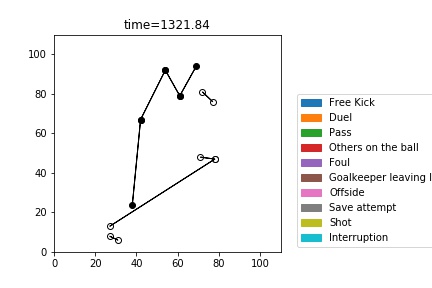 time=1321.84
100
80
60
40
20
0
0 20 40 60 80 100
Free Kick
Duel
Pass
Others on the ball
Foul
Goalkeeper leaving l
Offside
Save attempt
Shot
Interruption